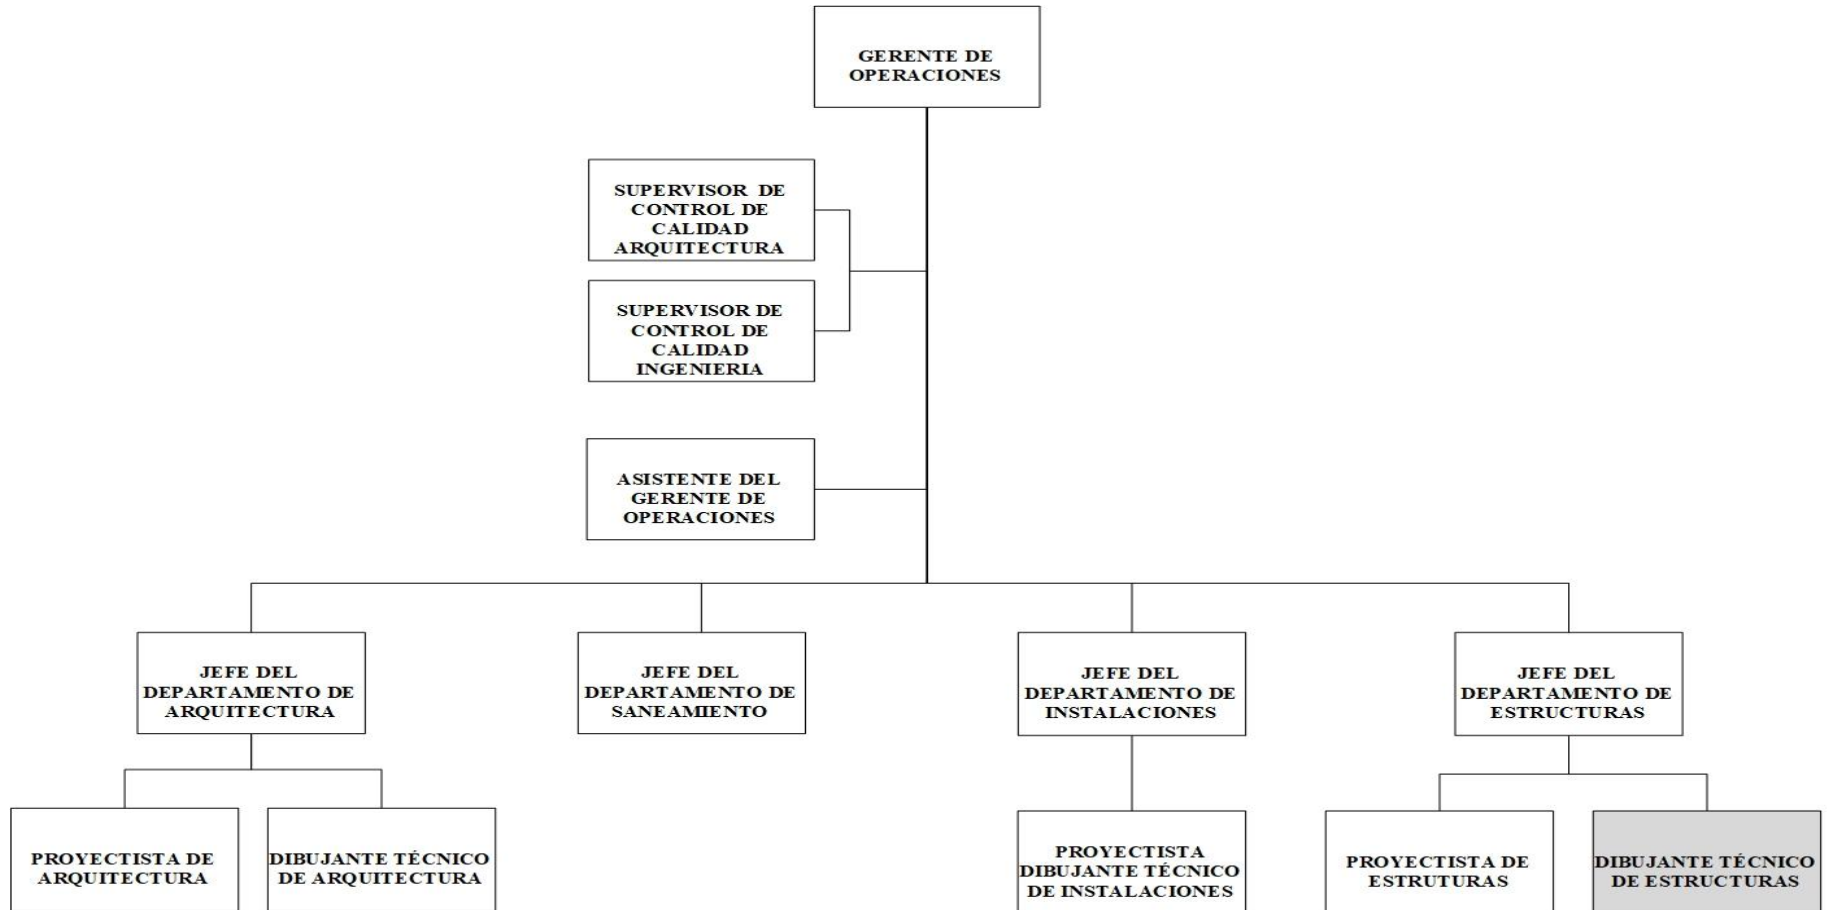 GERENTE DE
OPERACIONES
SUPERVISOR DE
CONTROL DE
CALIDAD
ARQUITECTURA
SUPERVISOR DE
CONTROL DE
CALIDAD
INGENIERIA
ASISTENTE DEL
GERENTE DE
OPERACIONES
JEFE DEL
DEPARTAMENTO DE
ARQUITECTURA
JEFE DEL
DEPARTAMENTO DE
SANEAMIENTO
JEFE DEL
DEPARTAMENTO DE
INSTALACIONES
JEFE DEL
DEPARTAMENTO DE
ESTRUCTURAS
PROYECTISTA DE
ARQUITECTURA
DIBUJANTE TÉCNICO
DE ARQUITECTURA
PROYECTISTA
DIBUJANTE TÉCNICO
DE INSTALACIONES
PROYECTISTA DE
ESTRUTURAS
DIBUJANTE TÉCNICO
DE ESTRUCTURAS